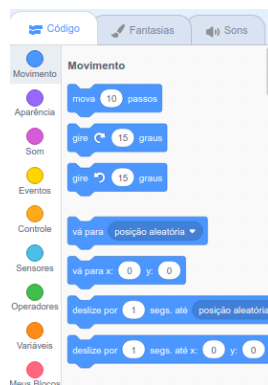 Código Fantasias Sons
Movimento
Aparência
Som
Eventos
Controle
Sensores
Operadores
Variáveis
Meus Blocos
Movimento
mova 10 passos
gire 15 graus
gire 15 graus
vá para posição aleatória
vá para x: 0 y: 0
deslize por 1 segs. até posição aleatória
deslize por 1 segs. até x: 0 y: 0